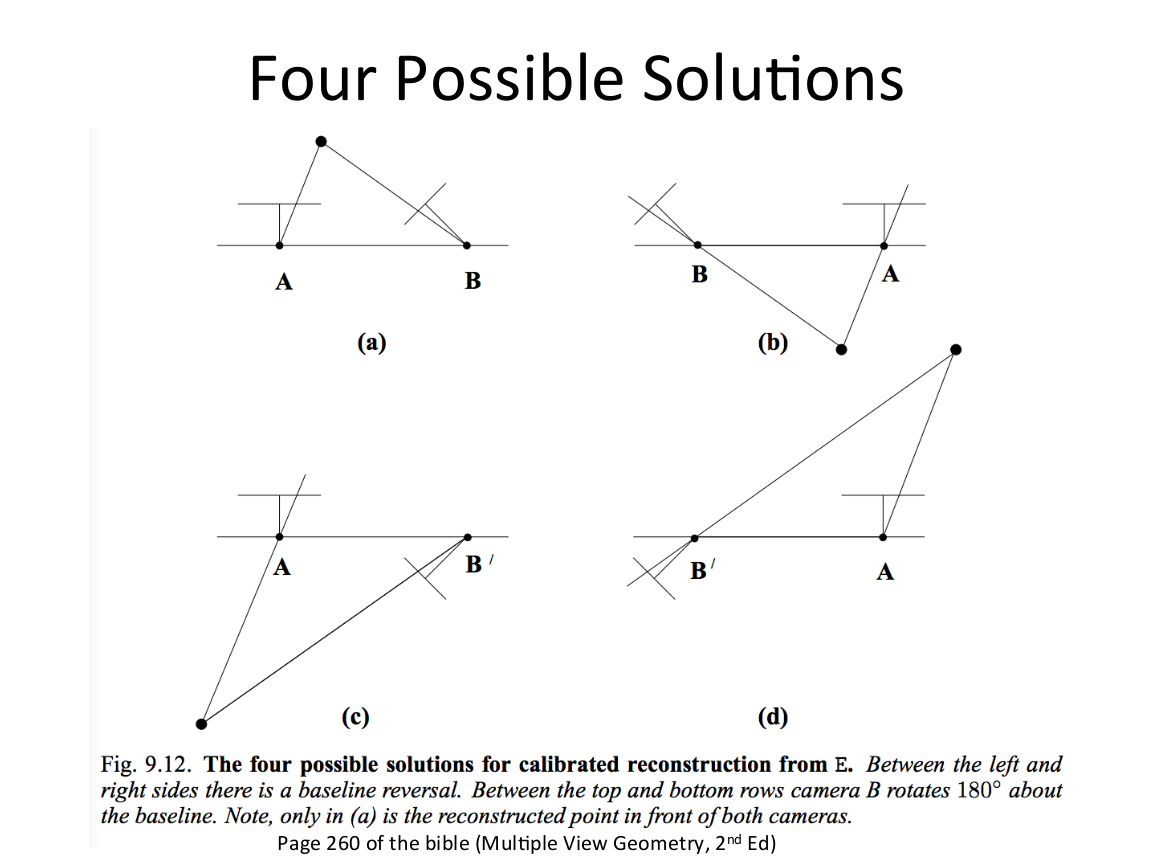 Four Possible Solutions
A
B
(a)
B
A
(b)
A
B /
(c)
B /
A
(d)
Fig. 9.12. The four possible solutions for calibrated reconstruction from E. Between the left and
right sides there is a baseline reversal. Between the top and bottom rows camera B rotates 180° about
the baseline. Note, only in (a) is the reconstructed point in front of both cameras.
Page 260 of the bible (Multiple View Geometry, 2nd Ed)